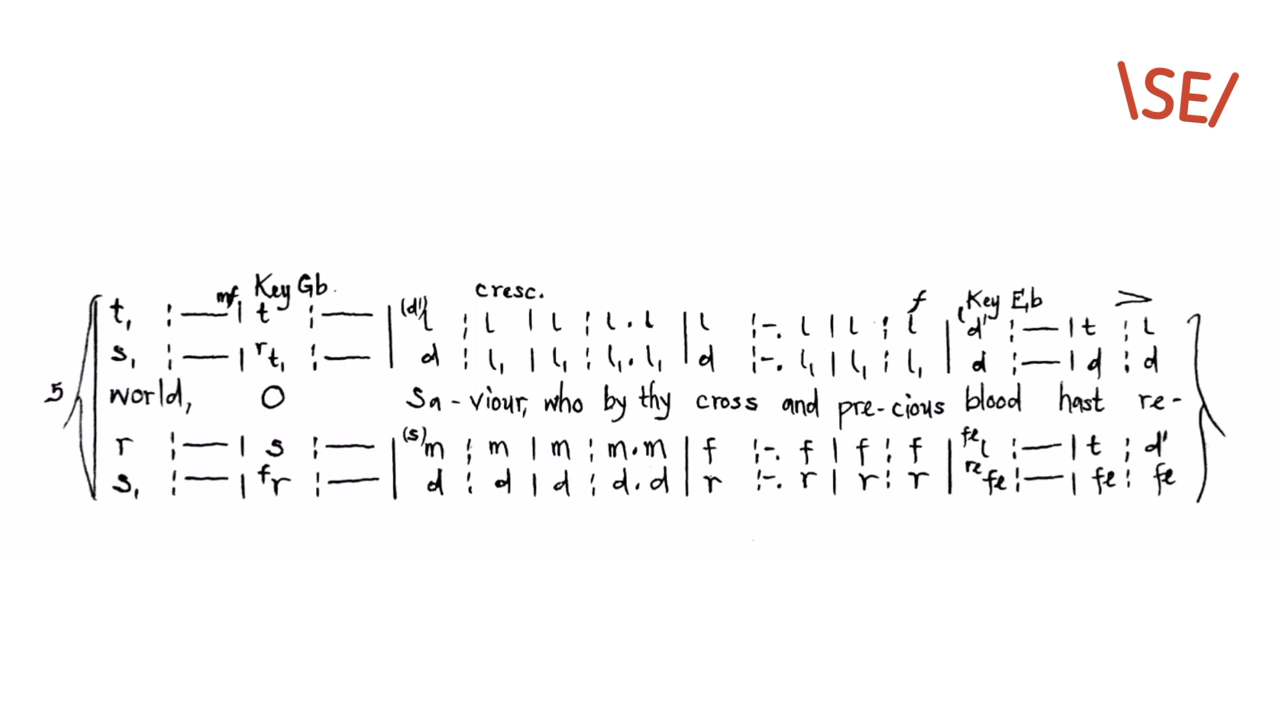 \SE/
mf Key Gb. cresc. f Key E,b >
t, :— | t :— | (d')l : l | l : l . l | l :-. l | l : l | ˡd' :— | t : l
s, :— | ʳt, :— | d : l, | l, : l, . l, | d :-. l, | l, : l, | d :— | d : d
5 world, O Sa-viour, who by thy cross and pre-cious blood hast re-
r :— | s :— | (s)m : m | m : m . m | f :-. f | f : f | ᶠᵉl :— | t : d'
s, :— | ᶠr :— | d : d | d : d . d | r :-. r | r : r | ʳᵉfe :— | fe : fe